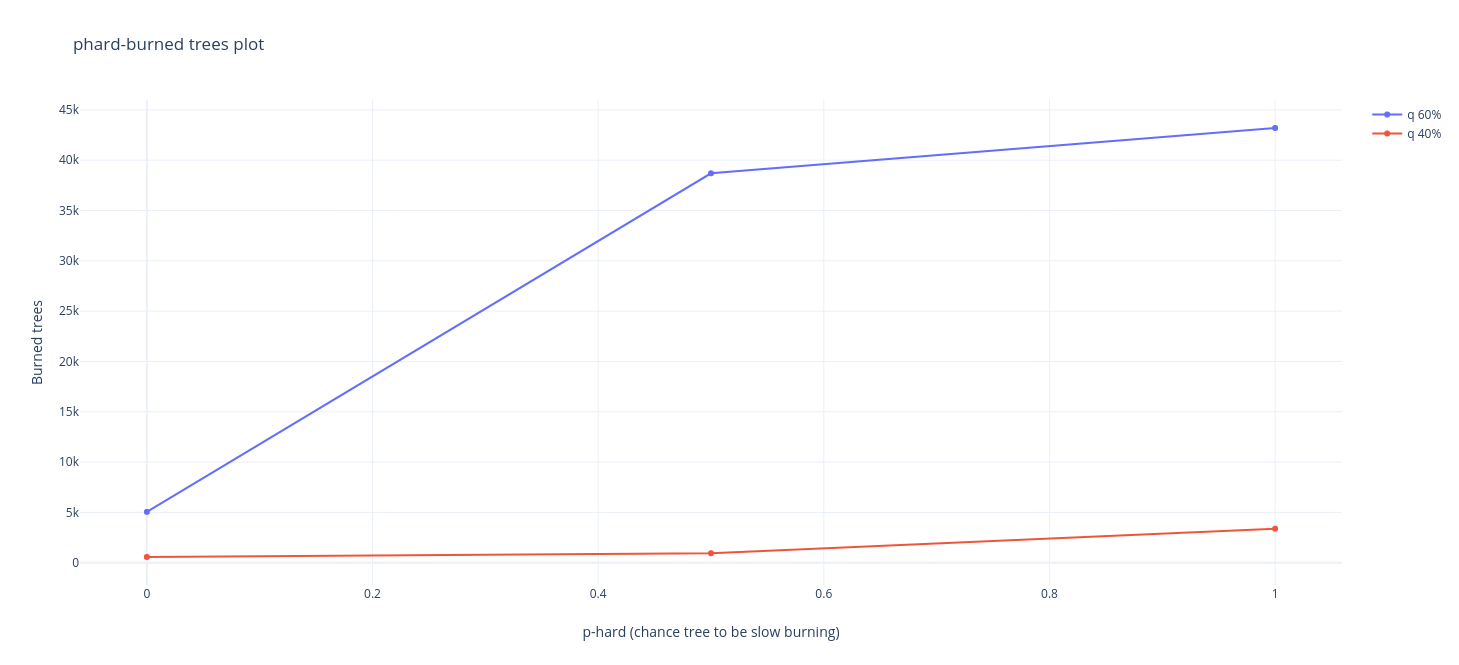 phard-burned trees plot
45k
40k
35k
30k
25k
20k
15k
10k
5k
0
Burned trees
0 0.2 0.4 0.6 0.8 1
p-hard (chance tree to be slow burning)
q 60%
q 40%